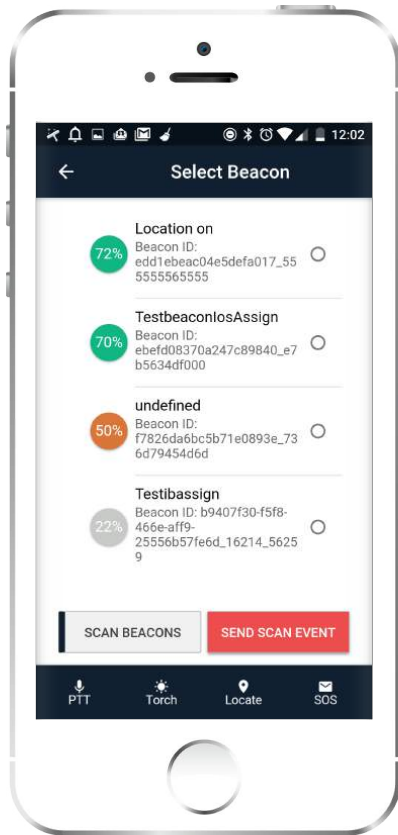 12:02
Select Beacon
72%
Location on
Beacon ID:
edd1ebeac04e5defa017_55
5555565555
70%
TestbeaconIosAssign
Beacon ID:
ebefd08370a247c89840_e7
b5634df000
50%
undefined
Beacon ID:
f7826da6bc5b71e0893e_73
6d79454d6d
22%
Testibassign
Beacon ID: b9407f30-f5f8-
466e-aff9-
25556b57fe6d_16214_5625
9
SCAN BEACONS
SEND SCAN EVENT
PTT
Torch
Locate
SOS